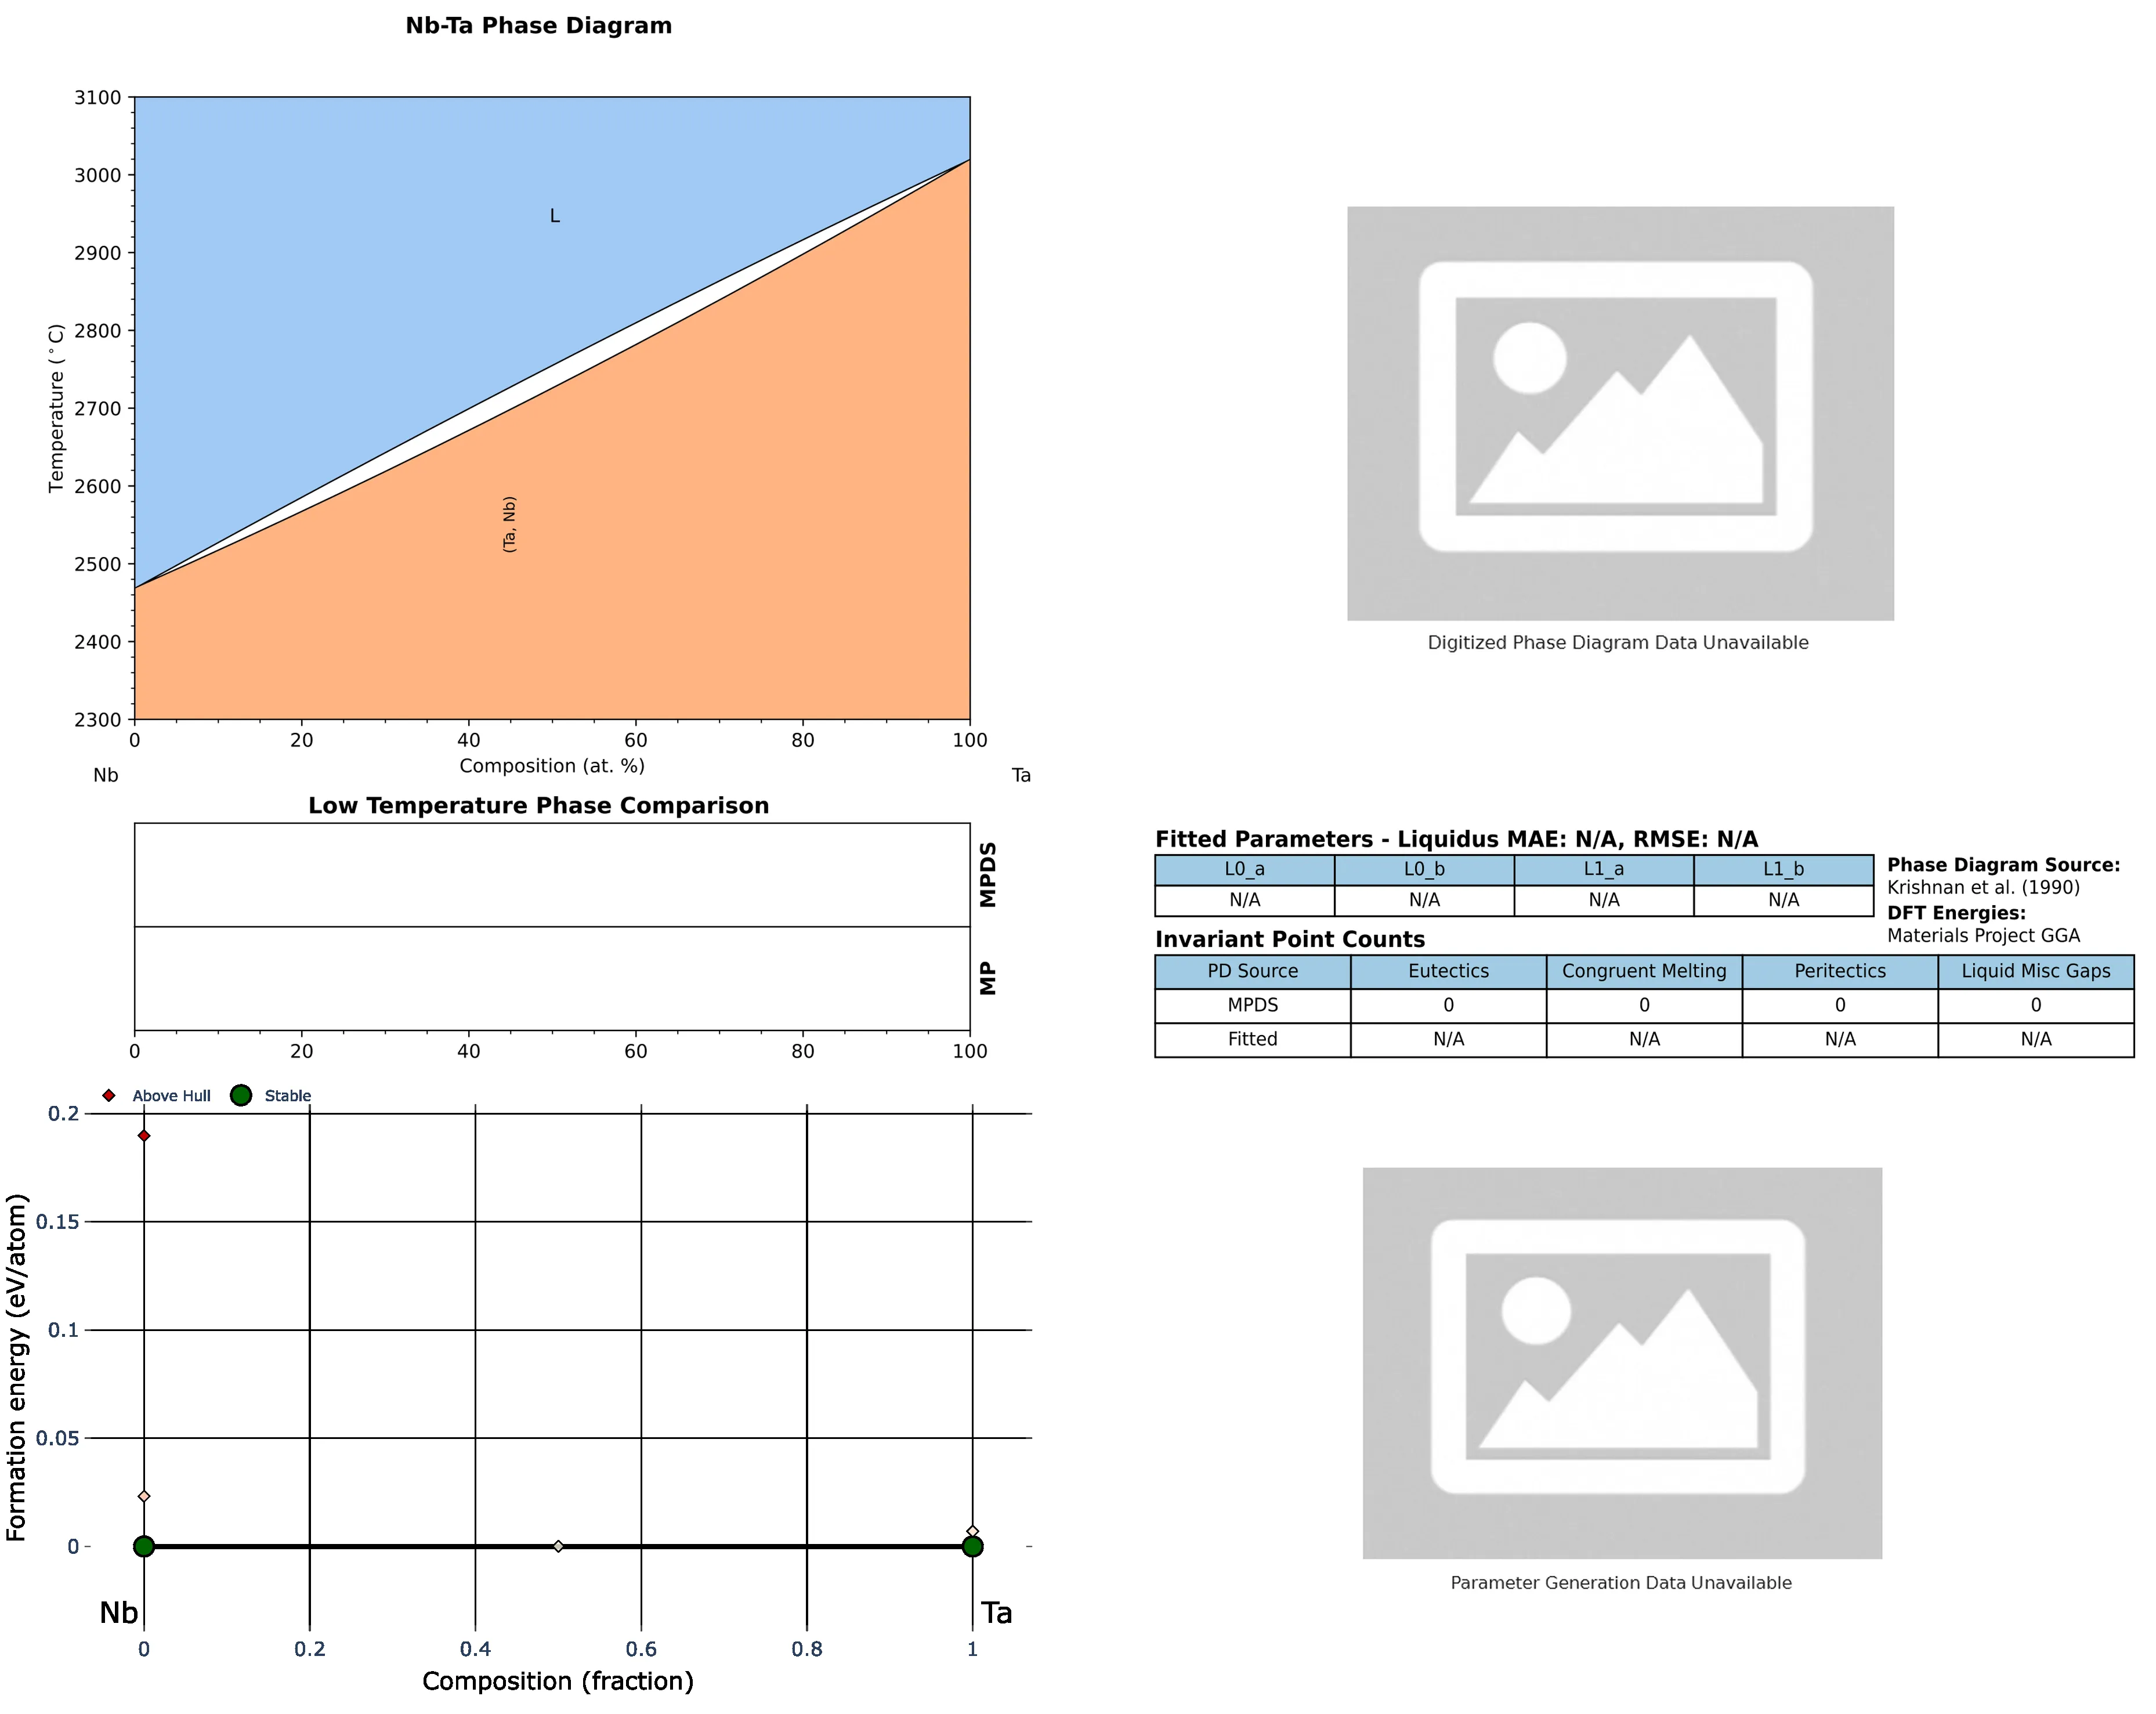 Nb-Ta Phase Diagram
3100
3000
2900
2800
2700
2600
2500
2400
2300
Temperature (°C)
L
(Ta, Nb)
0 20 40 60 80 100
Composition (at. %)
Nb Ta
Digitized Phase Diagram Data Unavailable
Low Temperature Phase Comparison
MPDS
MP
0 20 40 60 80 100
Fitted Parameters - Liquidus MAE: N/A, RMSE: N/A
L0_a L0_b L1_a L1_b
N/A N/A N/A N/A
Phase Diagram Source:
Krishnan et al. (1990)
DFT Energies:
Materials Project GGA
Invariant Point Counts
PD Source Eutectics Congruent Melting Peritectics Liquid Misc Gaps
MPDS 0 0 0 0
Fitted N/A N/A N/A N/A
Above Hull Stable
0.2
0.15
0.1
0.05
0
Formation energy (eV/atom)
Nb Ta
0 0.2 0.4 0.6 0.8 1
Composition (fraction)
Parameter Generation Data Unavailable